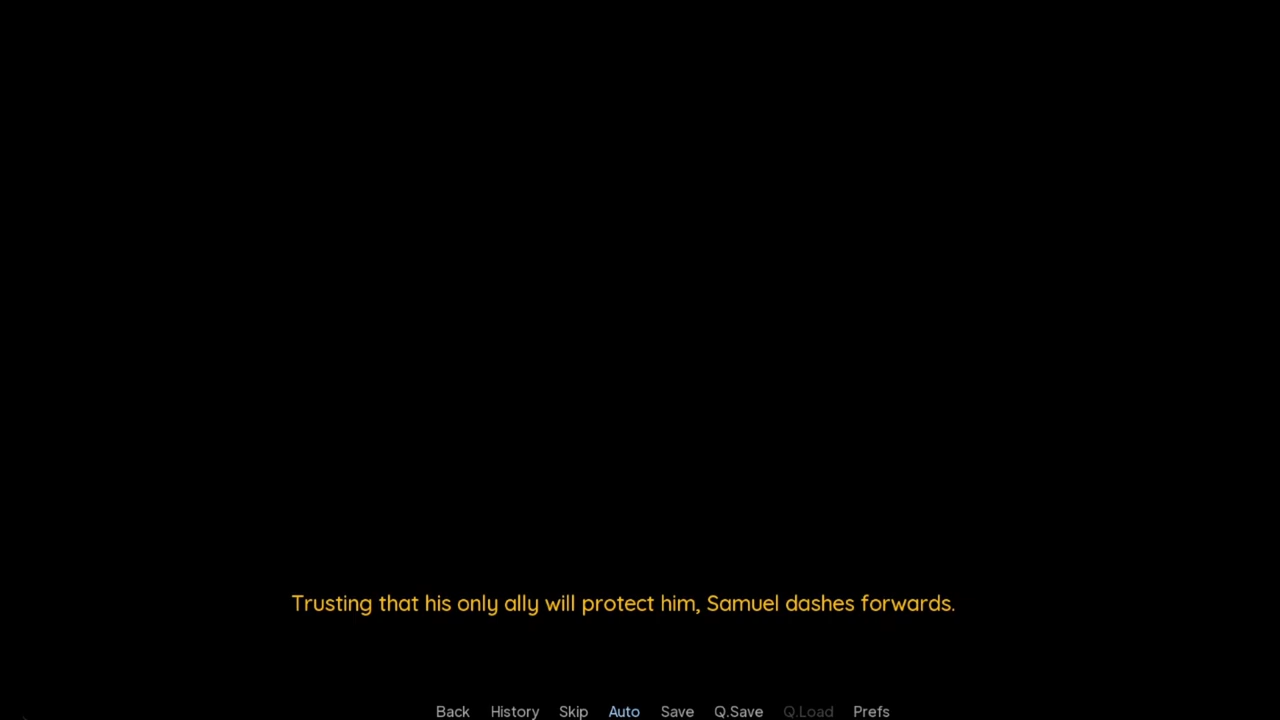 Trusting that his only ally will protect him, Samuel dashes forwards.
Back History Skip Auto Save Q.Save Q.Load Prefs